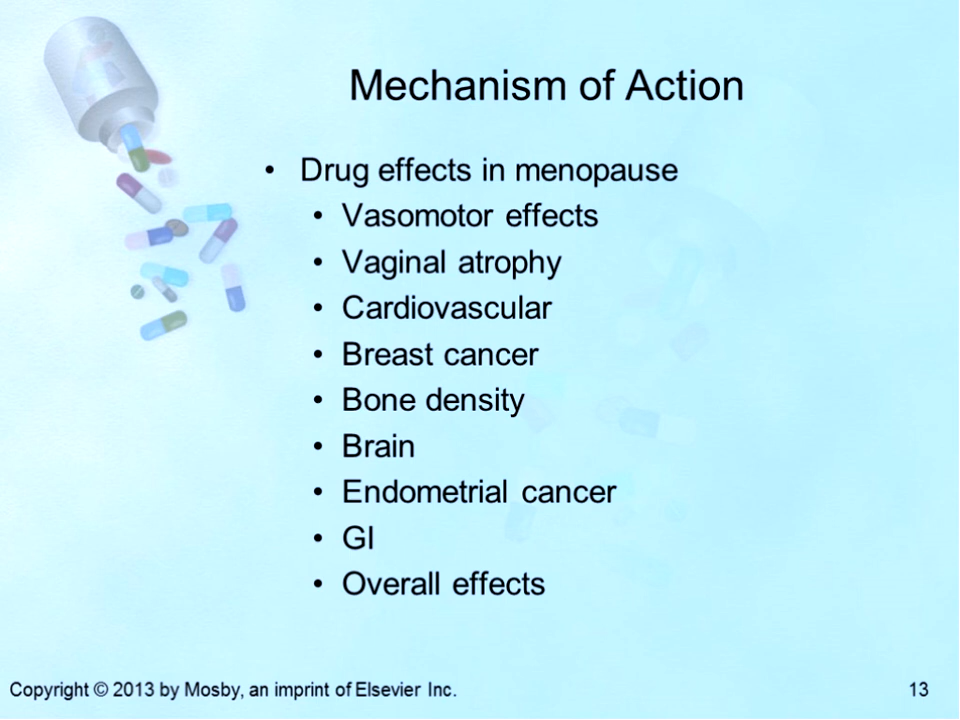 Mechanism of Action
• Drug effects in menopause
• Vasomotor effects
• Vaginal atrophy
• Cardiovascular
• Breast cancer
• Bone density
• Brain
• Endometrial cancer
• GI
• Overall effects
Copyright © 2013 by Mosby, an imprint of Elsevier Inc.
13